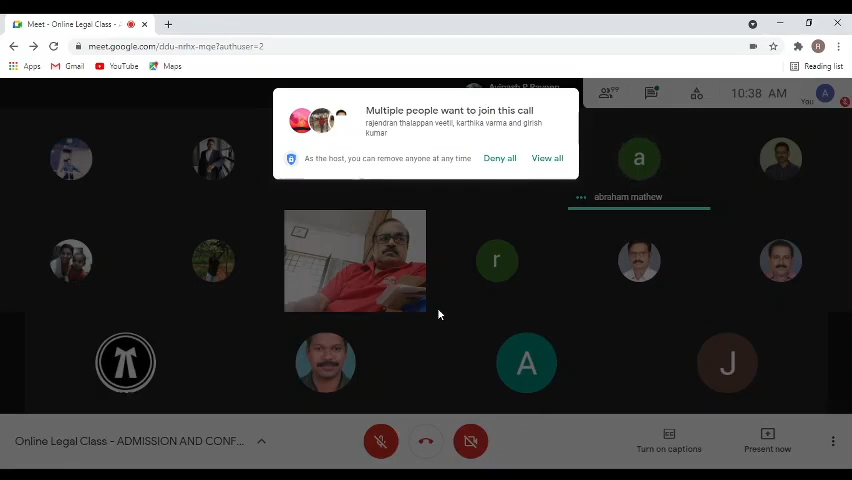 Meet - Online Legal Class - A
meet.google.com/ddu-nrhx-mqe?authuser=2
H
Apps Gmail YouTube Maps Reading list
99 10:38 AM A
You 2
Multiple people want to join this call
rajendran thalappan veetil, karthika varma and girish
kumar
As the host, you can remove anyone at any time Deny all View all
a
abraham mathew
r
A J
Online Legal Class - ADMISSION AND CONF... Turn on captions Present now